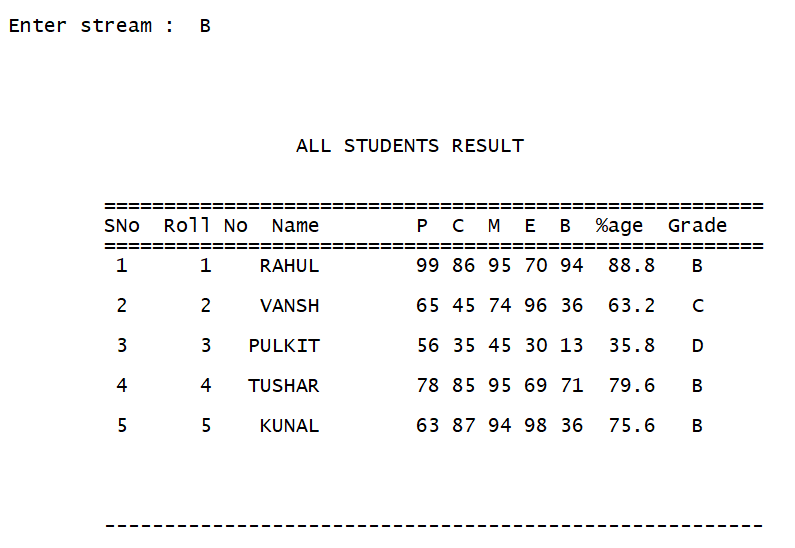 Enter stream :  B
ALL STUDENTS RESULT
=======================================================
SNo  Roll No  Name        P  C  M  E  B  %age  Grade
=======================================================
 1      1    RAHUL        99 86 95 70 94  88.8   B
 2      2    VANSH        65 45 74 96 36  63.2   C
 3      3   PULKIT        56 35 45 30 13  35.8   D
 4      4   TUSHAR        78 85 95 69 71  79.6   B
 5      5    KUNAL        63 87 94 98 36  75.6   B
-------------------------------------------------------